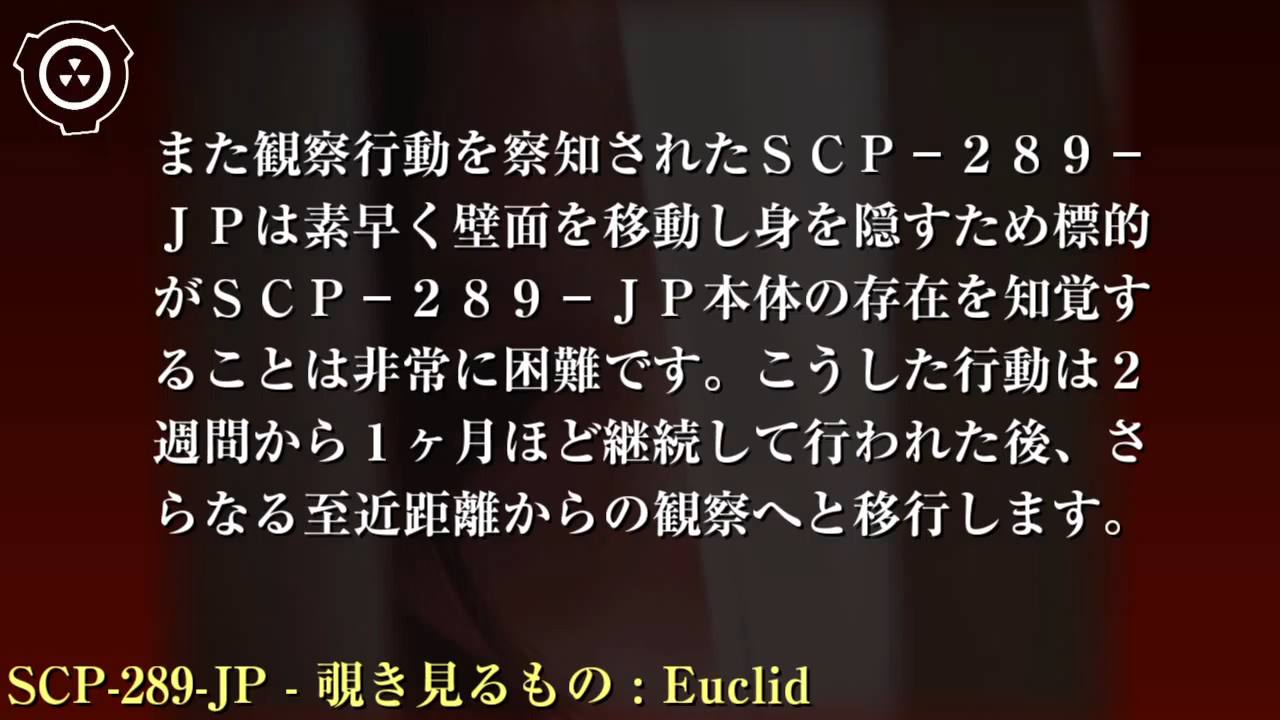 また観察行動を察知されたＳＣＰ－２８９－
ＪＰは素早く壁面を移動し身を隠すため標的
がＳＣＰ－２８９－ＪＰ本体の存在を知覚す
ることは非常に困難です。こうした行動は２
週間から１ヶ月ほど継続して行われた後、さ
らなる至近距離からの観察へと移行します。
SCP-289-JP - 覗き見るもの：Euclid